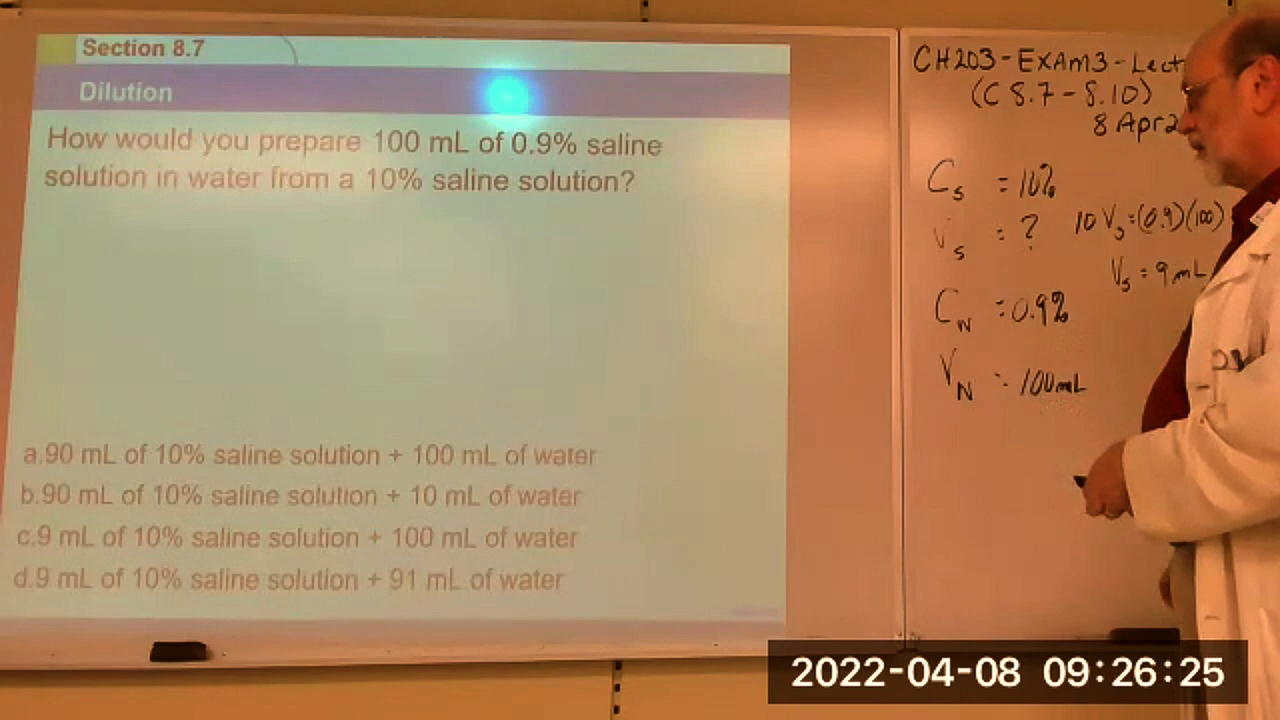 Section 8.7
Dilution
How would you prepare 100 mL of 0.9% saline
solution in water from a 10% saline solution?
a.90 mL of 10% saline solution + 100 mL of water
b.90 mL of 10% saline solution + 10 mL of water
c.9 mL of 10% saline solution + 100 mL of water
d.9 mL of 10% saline solution + 91 mL of water
CH203-EXAM3-Lect
(C 8.7-8.10)
8 Apr2
Cs = 10%
Vs = ?
10 Vs = (0.9)(100)
Vs = 9 mL
CN = 0.9%
VN = 100mL
2022-04-08 09:26:25